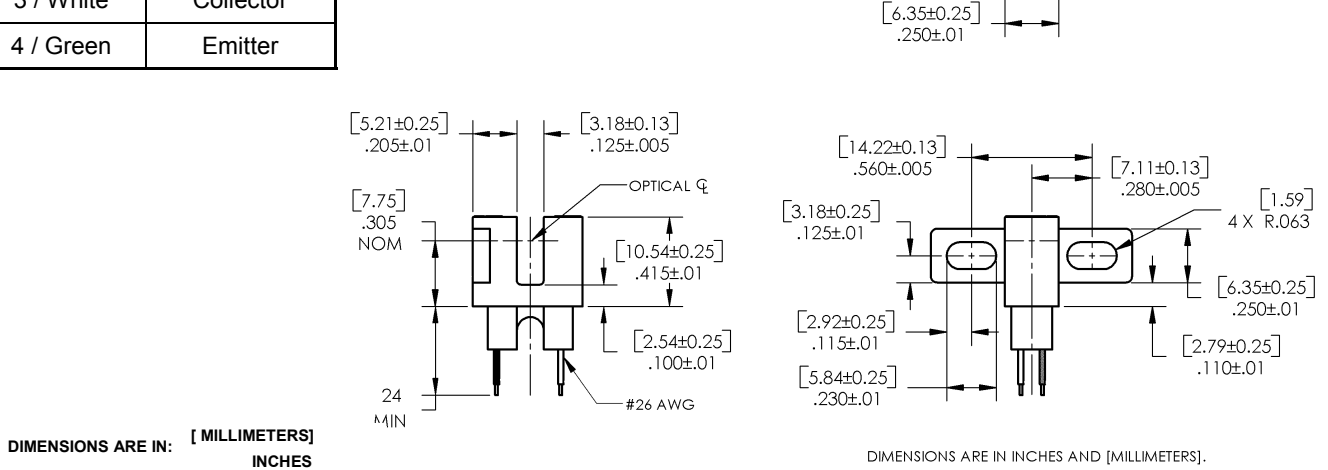 3 / White Collector
4 / Green Emitter
[6.35±0.25]
.250±.01
[5.21±0.25]
.205±.01
[3.18±0.13]
.125±.005
OPTICAL ℄
[7.75]
.305
NOM
[10.54±0.25]
.415±.01
[2.54±0.25]
.100±.01
24
MIN
#26 AWG
[14.22±0.13]
.560±.005
[7.11±0.13]
.280±.005
[1.59]
4 X R.063
[3.18±0.25]
.125±.01
[6.35±0.25]
.250±.01
[2.92±0.25]
.115±.01
[2.79±0.25]
.110±.01
[5.84±0.25]
.230±.01
DIMENSIONS ARE IN: [ MILLIMETERS]
INCHES
DIMENSIONS ARE IN INCHES AND [MILLIMETERS].